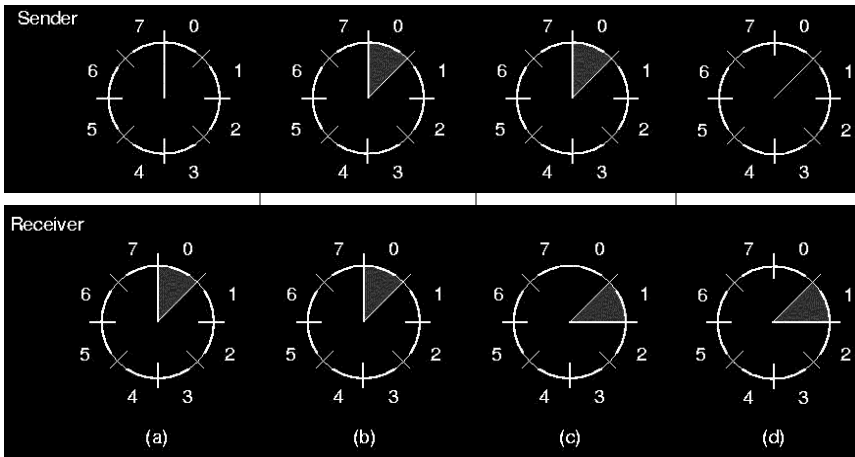 Sender
7 0 7 0 7 0 7 0
6 1 6 1 6 1 6 1
5 2 5 2 5 2 5 2
4 3 4 3 4 3 4 3
Receiver
7 0 7 0 7 0 7 0
6 1 6 1 6 1 6 1
5 2 5 2 5 2 5 2
4 3 4 3 4 3 4 3
(a) (b) (c) (d)